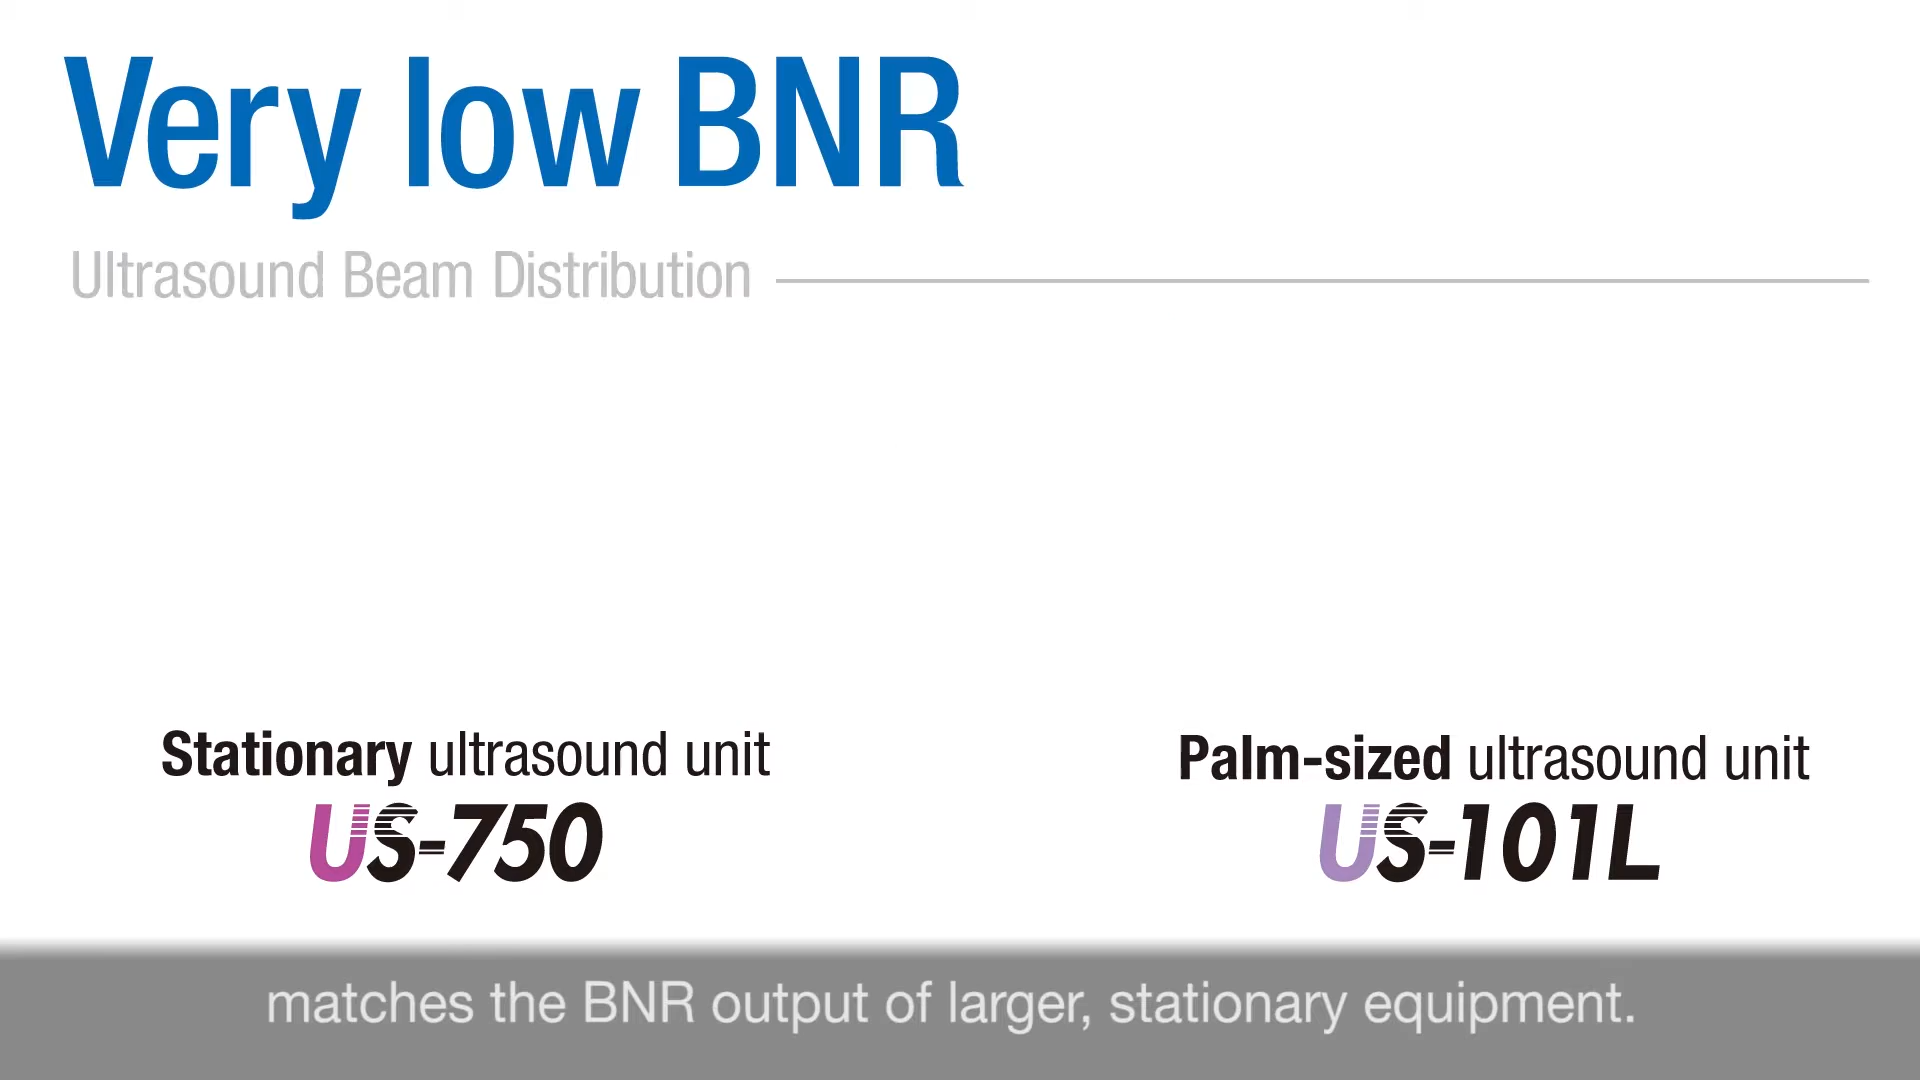 Very low BNR
Ultrasound Beam Distribution
Stationary ultrasound unit
US-750
Palm-sized ultrasound unit
US-101L
matches the BNR output of larger, stationary equipment.